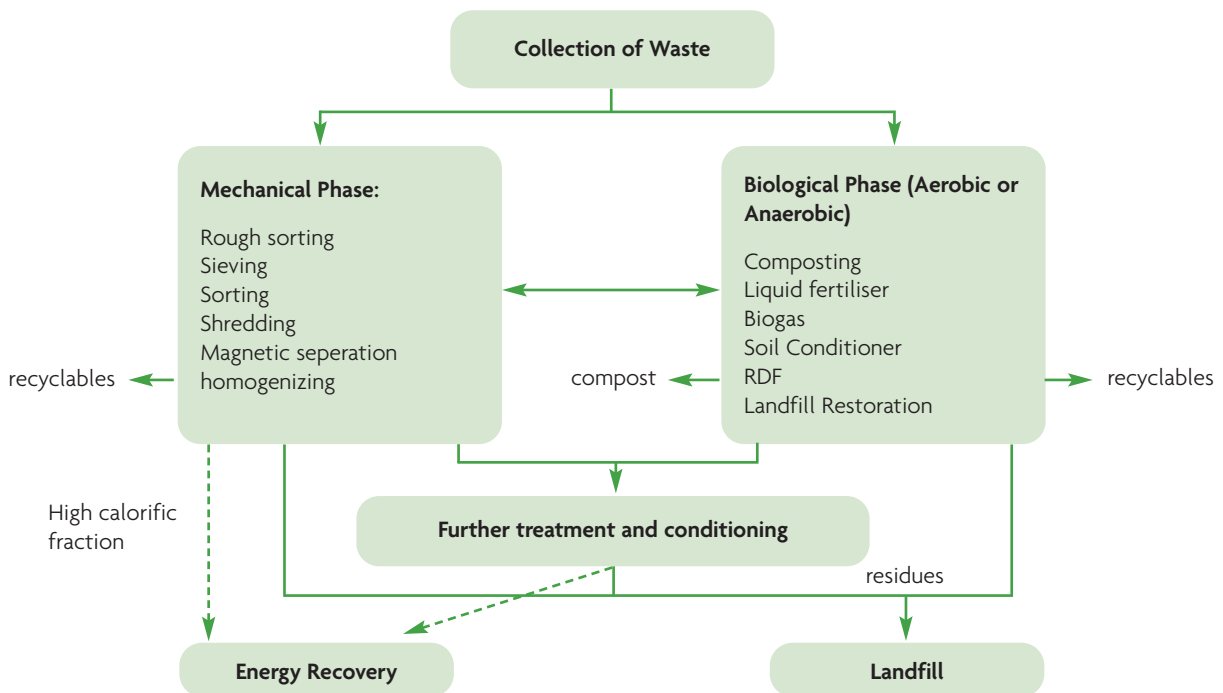 Collection of Waste
Mechanical Phase:
Rough sorting
Sieving
Sorting
Shredding
Magnetic seperation
homogenizing
Biological Phase (Aerobic or
Anaerobic)
Composting
Liquid fertiliser
Biogas
Soil Conditioner
RDF
Landfill Restoration
recyclables
compost
recyclables
High calorific
fraction
Further treatment and conditioning
residues
Energy Recovery
Landfill